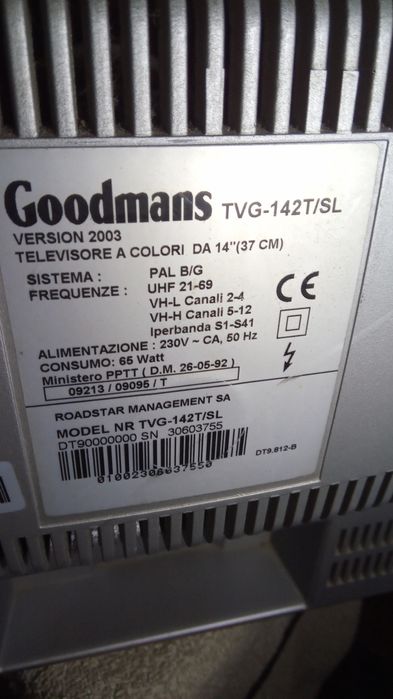 Goodmans TVG-142T/SL
VERSION 2003
TELEVISORE A COLORI DA 14"(37 CM)
SISTEMA : PAL B/G
FREQUENZE : UHF 21-69
VH-L Canali 2-4
VH-H Canali 5-12
Iperbanda S1-S41
CE
ALIMENTAZIONE : 230V ~ CA, 50 Hz
CONSUMO: 65 Watt
Ministero PPTT ( D.M. 26-05-92 )
09213 / 09095 / T
ROADSTAR MANAGEMENT SA
MODEL NR TVG-142T/SL
DT90000000 SN 30603755
DT9.812-B
01002306037550